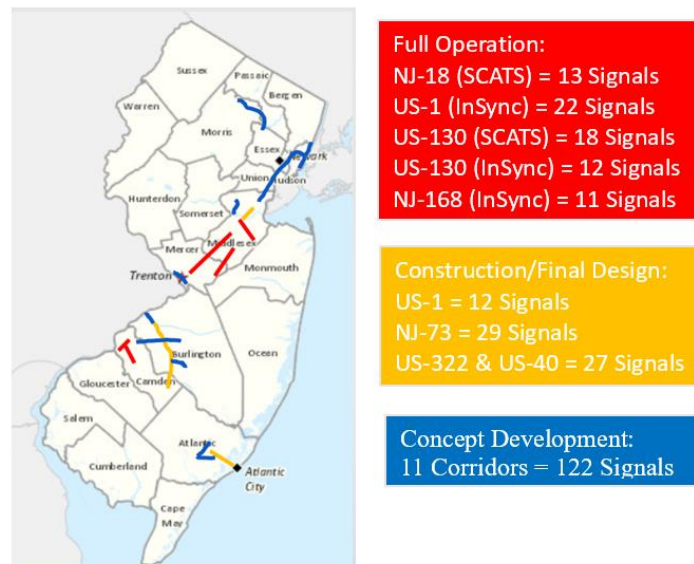 Sussex
Passaic
Bergen
Warren
Morris
Essex
Newark
Union
Hudson
Hunterdon
Somerset
Mercer
Middlesex
Monmouth
Trenton
Ocean
Burlington
Camden
Gloucester
Salem
Atlantic
Cumberland
Atlantic
City
Cape
May
Full Operation:
NJ-18 (SCATS) = 13 Signals
US-1 (InSync) = 22 Signals
US-130 (SCATS) = 18 Signals
US-130 (InSync) = 12 Signals
NJ-168 (InSync) = 11 Signals
Construction/Final Design:
US-1 = 12 Signals
NJ-73 = 29 Signals
US-322 & US-40 = 27 Signals
Concept Development:
11 Corridors = 122 Signals